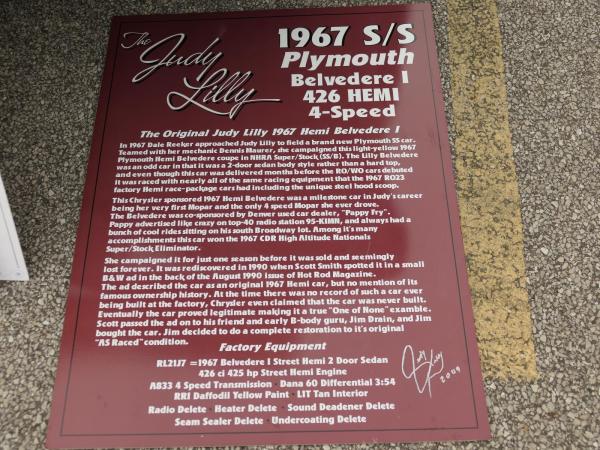 The Judy Lilly
1967 S/S
Plymouth
Belvedere I
426 HEMI
4-Speed
The Original Judy Lilly 1967 Hemi Belvedere I
In 1967 Dale Reeker approached Judy Lilly to field a brand new Plymouth SS car.
Teamed with her mechanic Dennis Maurer, she campaigned this light-yellow 1967
Plymouth Hemi Belvedere coupe in NHRA Super/Stock (SS/B). The Lilly Belvedere
was an odd car in that it was a 2-door sedan body style rather than a hard top,
and even though this car was delivered months before the RO/WO cars debuted
it was raced with nearly all of the same racing equipment that the 1967 RO23
factory Hemi race-package cars had including the unique steel hood scoop.
This Chrysler sponsored 1967 Hemi Belvedere was a milestone car in Judy's career
being her very first Mopar and the only 4 speed Mopar she ever drove.
The Belvedere was co-sponsored by Denver used car dealer, "Pappy Fry".
Pappy advertised like crazy on top-40 radio station 95-KIMN, and always had a
bunch of cool rides sitting on his south Broadway lot. Among it's many
accomplishments this car won the 1967 CDR High Altitude Nationals
Super/Stock Eliminator.
She campaigned it for just one season before it was sold and seemingly
lost forever. It was rediscovered in 1990 when Scott Smith spotted it in a small
B&W ad in the back of the August 1990 issue of Hot Rod Magazine.
The ad described the car as an original 1967 Hemi car, but no mention of its
famous ownership history. At the time there was no record of such a car ever
being built at the factory, Chrysler even claimed that the car was never built.
Eventually the car proved legitimate making it a true "One of None" examble.
Scott passed the ad on to his friend and early B-body guru, Jim Drain, and Jim
bought the car. Jim decided to do a complete restoration to it's original
"AS Raced" condition.
Factory Equipment
RL21J7 =1967 Belvedere I Street Hemi 2 Door Sedan
426 ci 425 hp Street Hemi Engine
A833 4 Speed Transmission · Dana 60 Differential 3:54
RRI Daffodil Yellow Paint · LIT Tan Interior
Radio Delete · Heater Delete · Sound Deadener Delete
Seam Sealer Delete · Undercoating Delete
Judy Lilly
2009